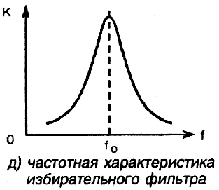 K
0
f₀
f
д) частотная характеристика
избирательного фильтра